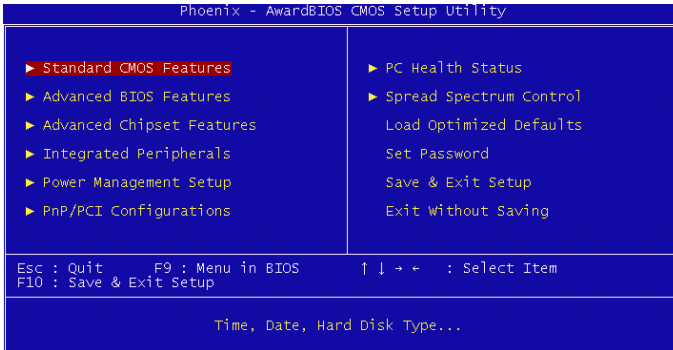 Phoenix - AwardBIOS CMOS Setup Utility
► Standard CMOS Features
► Advanced BIOS Features
► Advanced Chipset Features
► Integrated Peripherals
► Power Management Setup
► PnP/PCI Configurations
► PC Health Status
► Spread Spectrum Control
Load Optimized Defaults
Set Password
Save & Exit Setup
Exit Without Saving
Esc : Quit F9 : Menu in BIOS ↑ ↓ → ← : Select Item
F10 : Save & Exit Setup
Time, Date, Hard Disk Type...